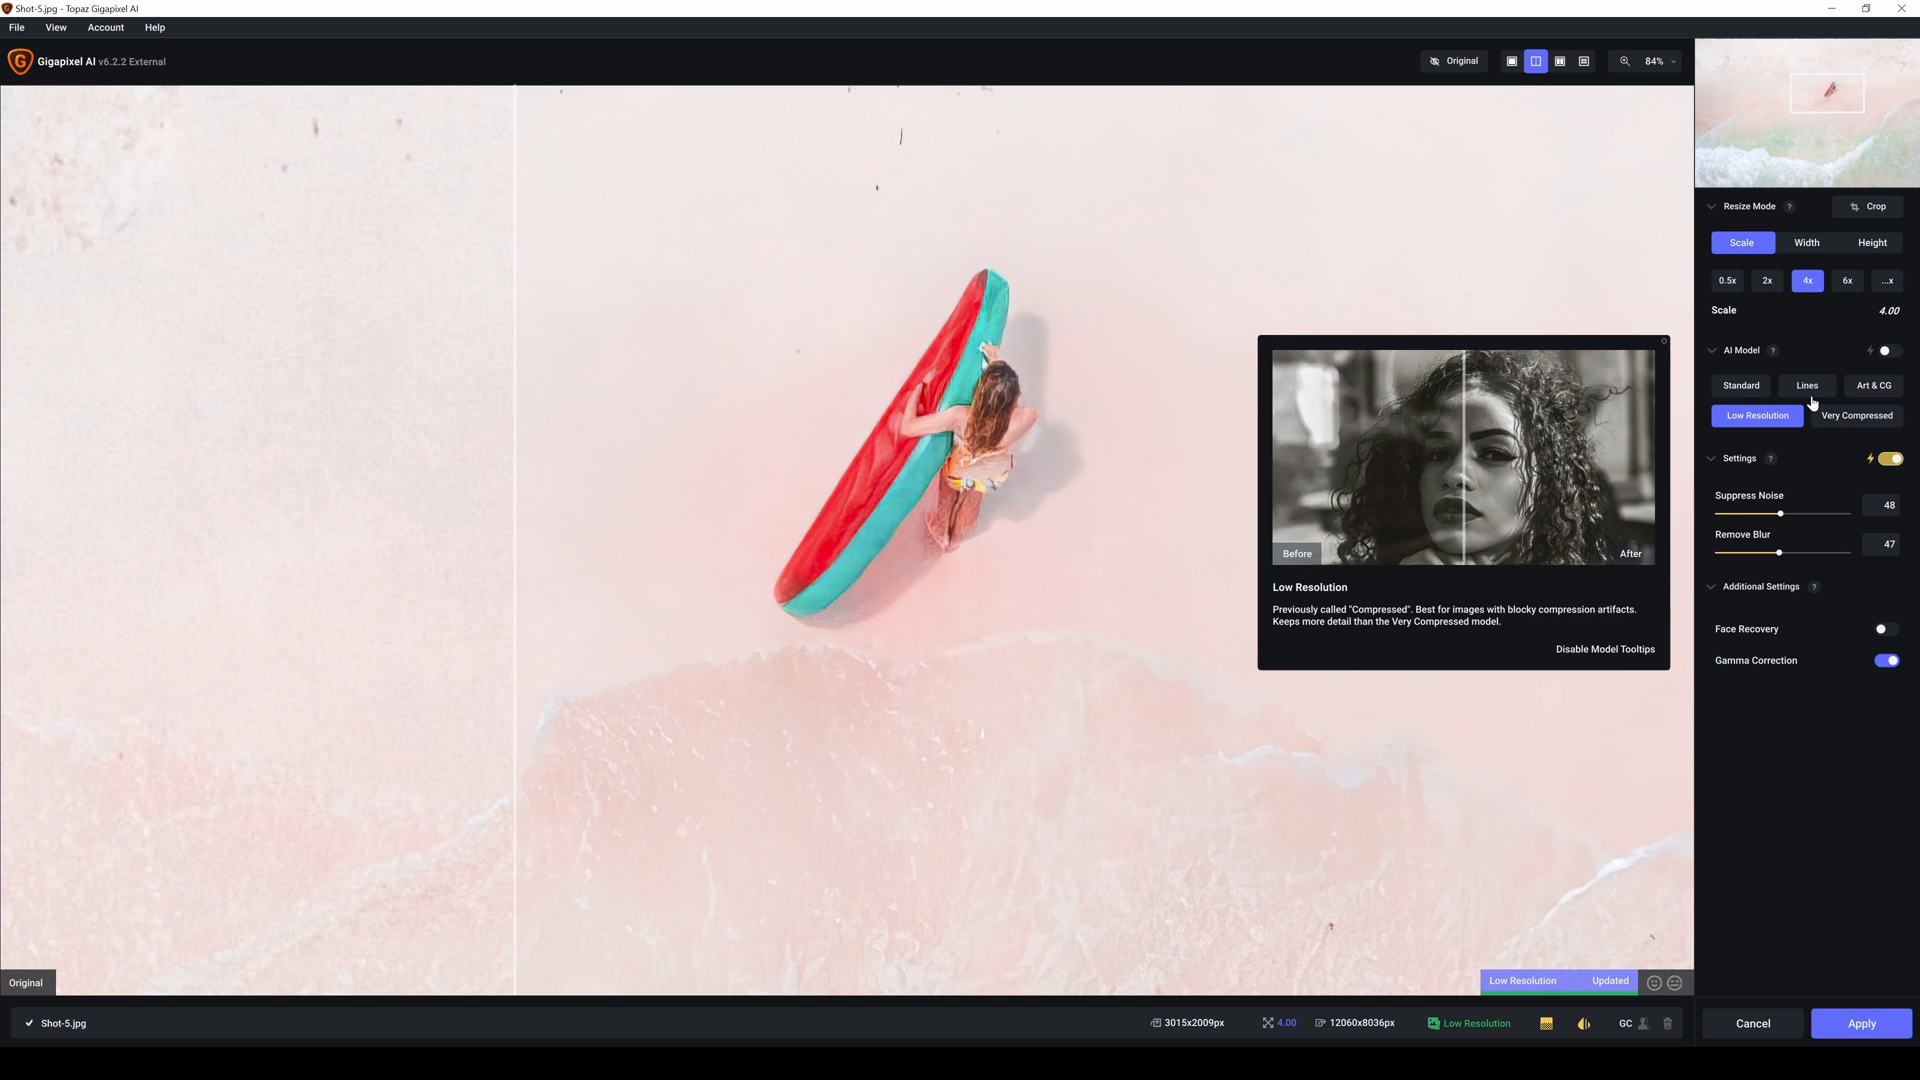 Shot-5.jpg - Topaz Gigapixel AI
File View Account Help
Gigapixel AI v6.2.2 External
Original
84%
Resize Mode ?
Crop
Scale Width Height
0.5x 2x 4x 6x ...x
Scale 4.00
AI Model ?
Standard Lines Art & CG
Low Resolution Very Compressed
Settings ?
Suppress Noise 48
Remove Blur 47
Additional Settings ?
Face Recovery
Gamma Correction
Before After
Low Resolution
Previously called "Compressed". Best for images with blocky compression artifacts.
Keeps more detail than the Very Compressed model.
Disable Model Tooltips
Original
Low Resolution Updated
Shot-5.jpg 3015x2009px 4.00 12060x8036px Low Resolution GC
Cancel Apply